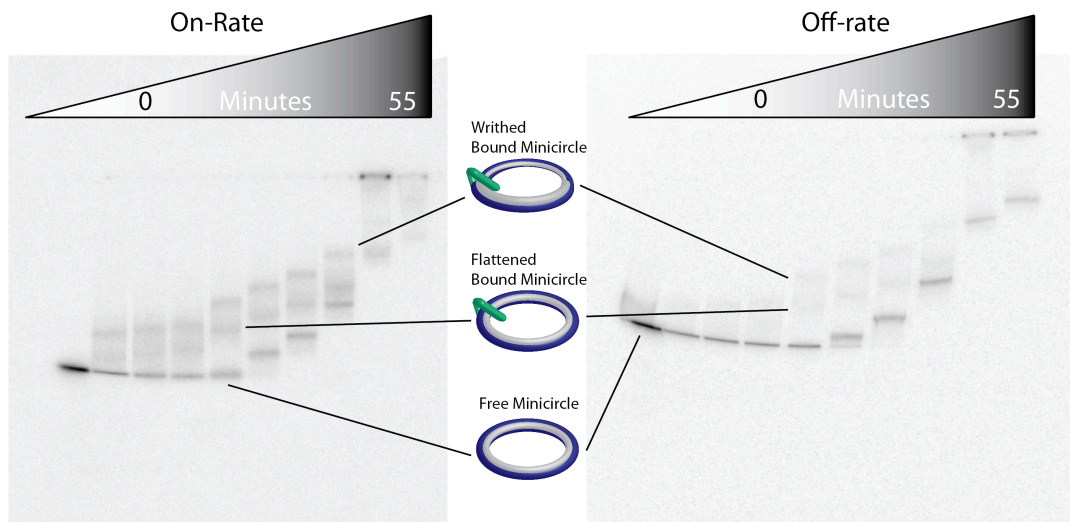 On-Rate
Off-rate
0 Minutes 55
0 Minutes 55
Writhed
Bound Minicircle
Flattened
Bound Minicircle
Free Minicircle